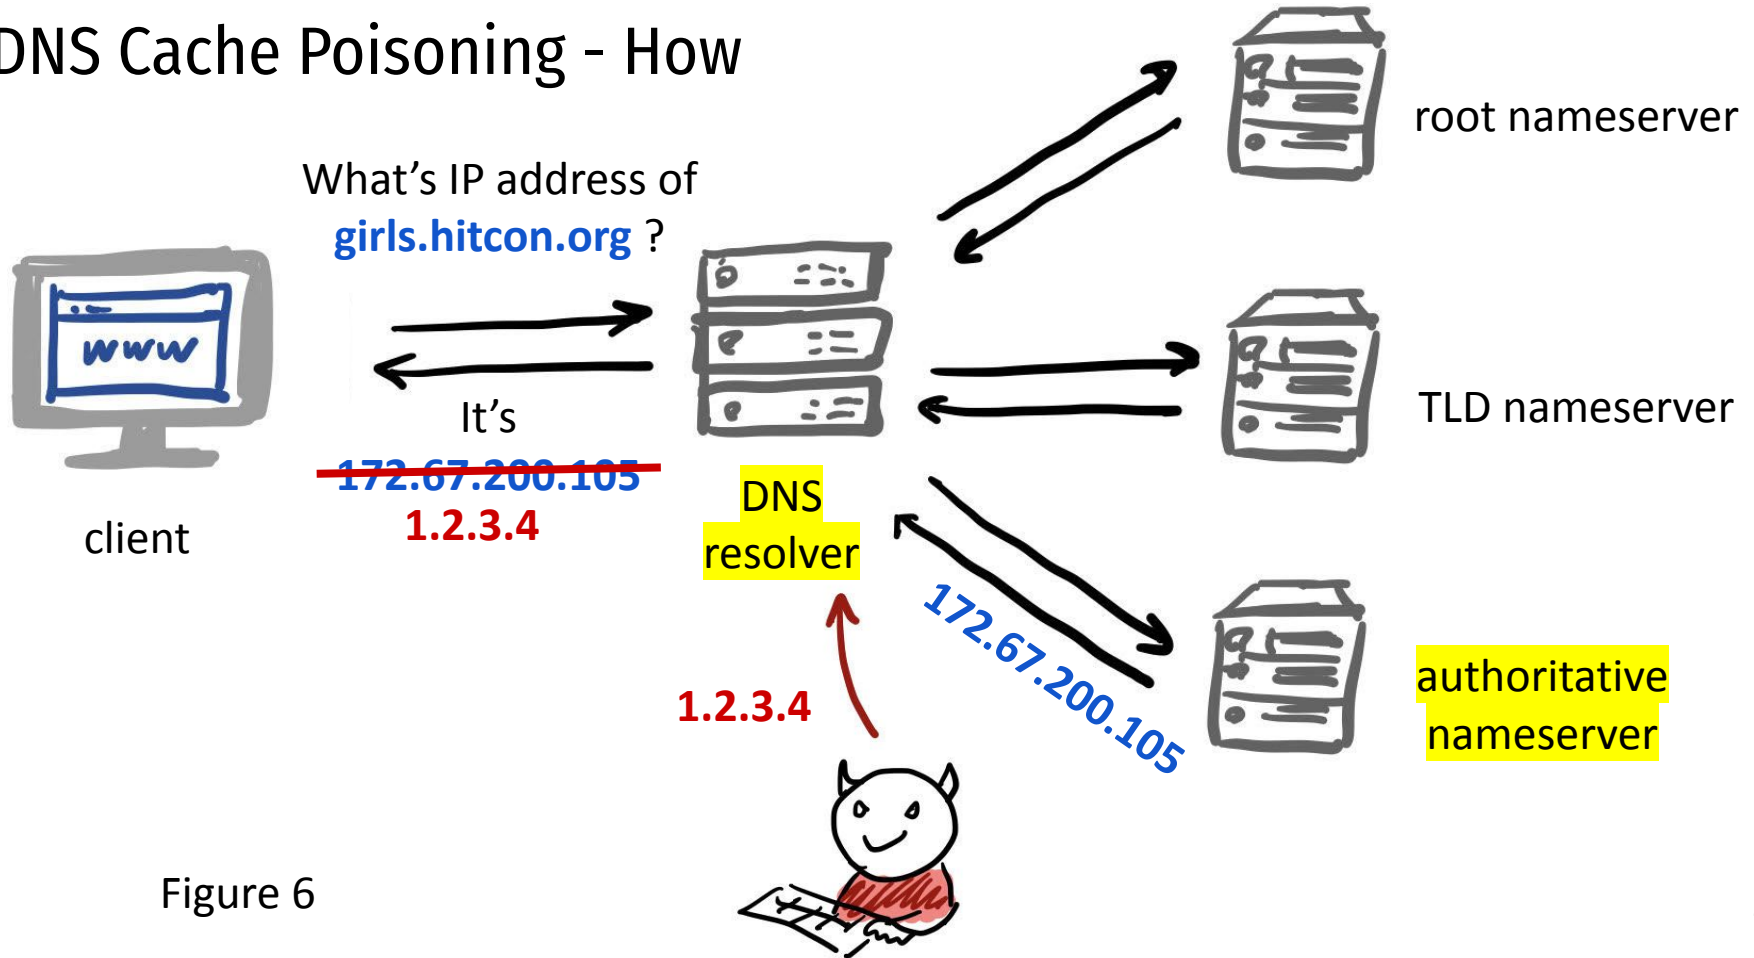 DNS Cache Poisoning - How
root nameserver
What's IP address of
girls.hitcon.org ?
www
It's
172.67.200.105
1.2.3.4
client
DNS
resolver
TLD nameserver
172.67.200.105
1.2.3.4
authoritative
nameserver
Figure 6